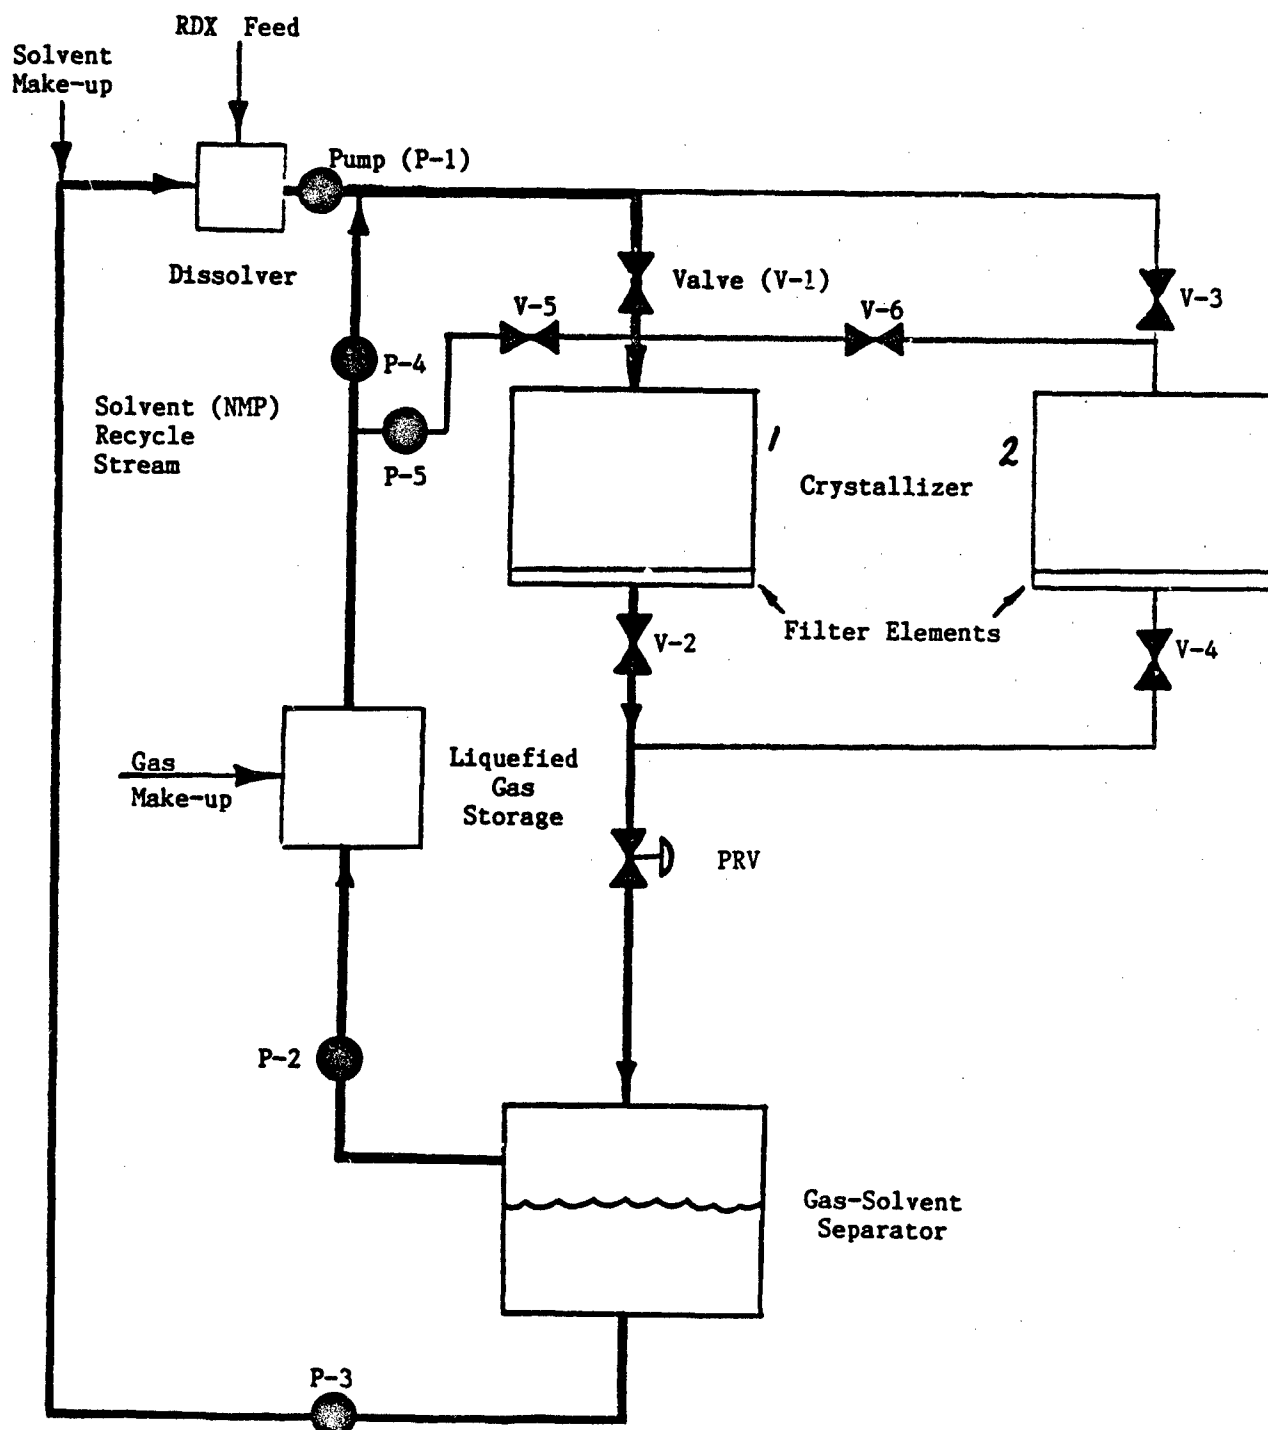 RDX Feed
Solvent
Make-up
Pump (P-1)
Dissolver
Valve (V-1)
V-3
V-5
V-6
P-4
Solvent (NMP)
Recycle
Stream
P-5
1
2
Crystallizer
Filter Elements
V-2
V-4
Gas
Make-up
Liquefied
Gas
Storage
PRV
P-2
Gas-Solvent
Separator
P-3